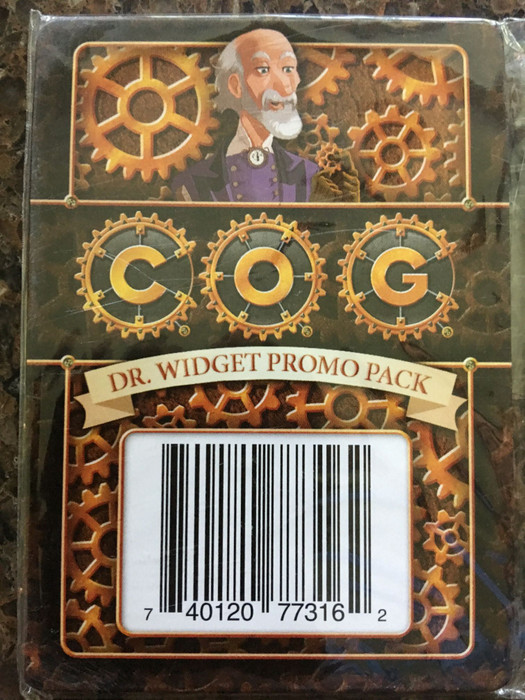 COG
DR. WIDGET PROMO PACK
7 40120 77316 2